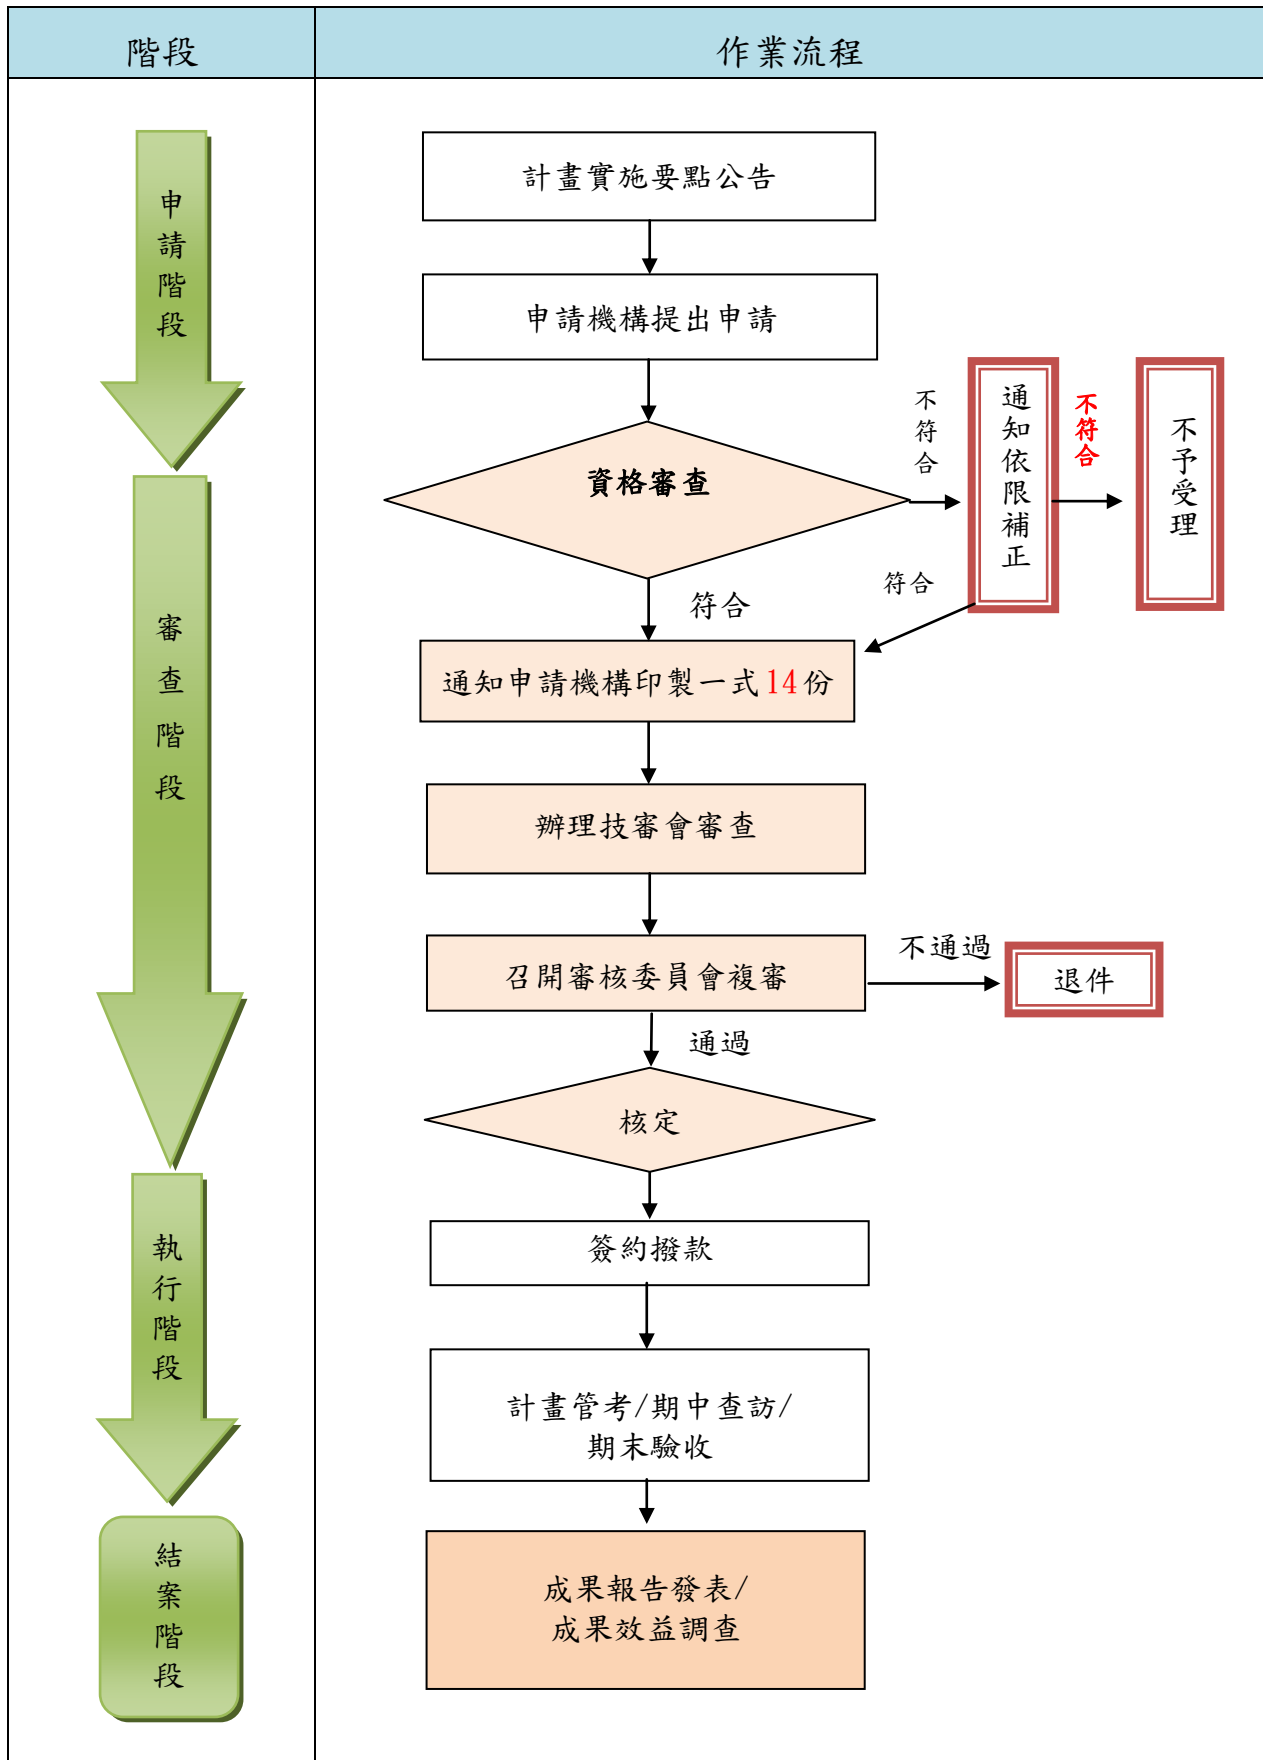 階段
作業流程
申請階段
計畫實施要點公告
申請機構提出申請
資格審查
不符合
通知依限補正
不符合
不予受理
符合
符合
審查階段
通知申請機構印製一式14份
辦理技審會審查
召開審核委員會複審
不通過
退件
通過
核定
執行階段
簽約撥款
計畫管考/期中查訪/
期末驗收
結案階段
成果報告發表/
成果效益調查